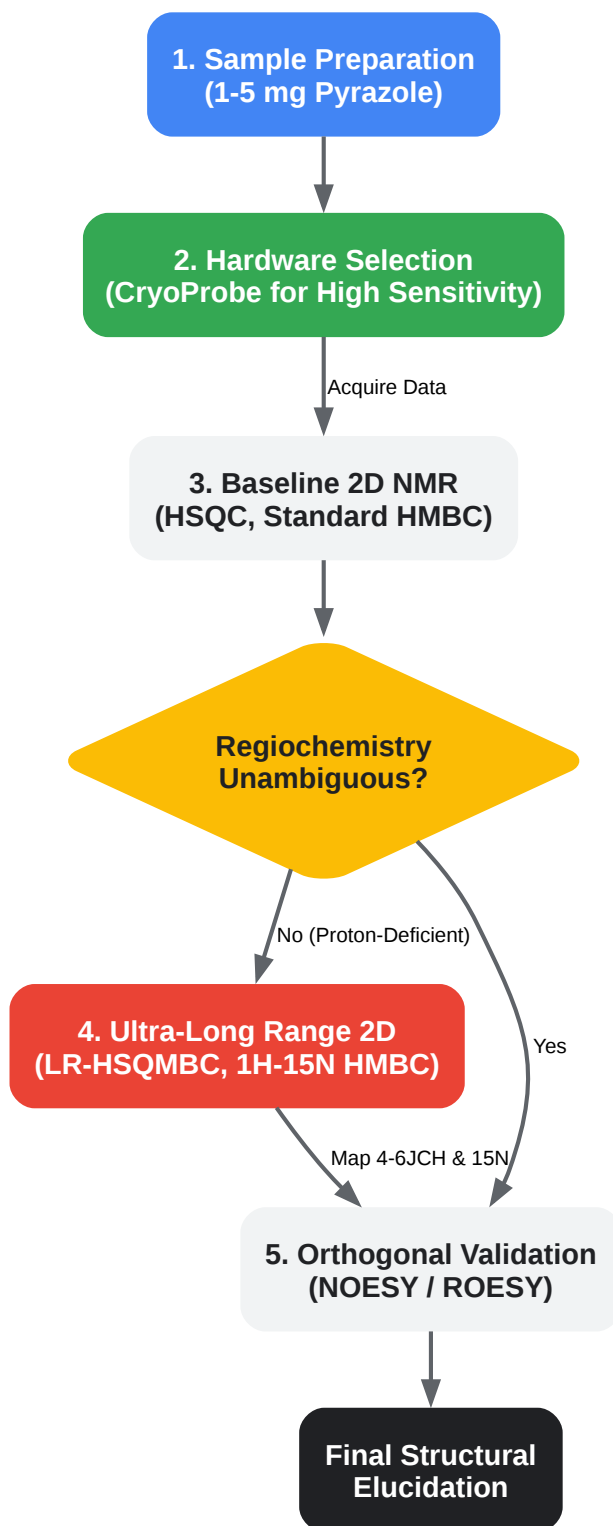 1. Sample Preparation
(1-5 mg Pyrazole)
2. Hardware Selection
(CryoProbe for High Sensitivity)
Acquire Data
3. Baseline 2D NMR
(HSQC, Standard HMBC)
Regiochemistry
Unambiguous?
No (Proton-Deficient)
4. Ultra-Long Range 2D
(LR-HSQMBC, 1H-15N HMBC)
Yes
Map 4-6JCH & 15N
5. Orthogonal Validation
(NOESY / ROESY)
Final Structural
Elucidation